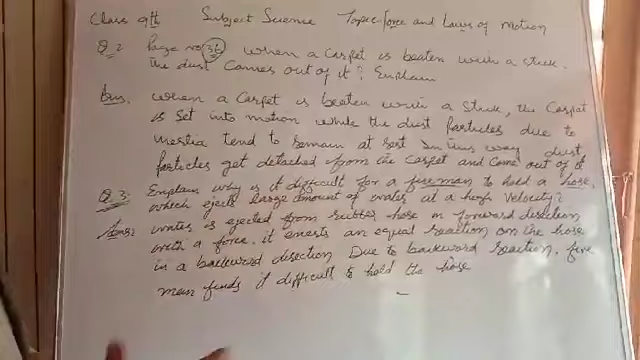 Class 9th Subject Science Topic force and Laws of Motion
Q.2 Page no when a Carpet is beaten with a stick.
The dust Comes out of it? Explain
Ans. when a Carpet is beaten with a Stick, the Carpet
is Set into motion while the dust Particles due to
inertia tend to remain at rest In this way dust
particles get detached from the carpet and Come out of it
Q.3. Explain why is it difficult for a fireman to hold a hose,
which ejects large amount of water at a high velocity?
Ans: water is ejected from rubber hose in forward direction
with a force. it exerts an equal reaction on the hose
in a backward direction Due to backward reaction, fire
man finds it difficult to hold the hose